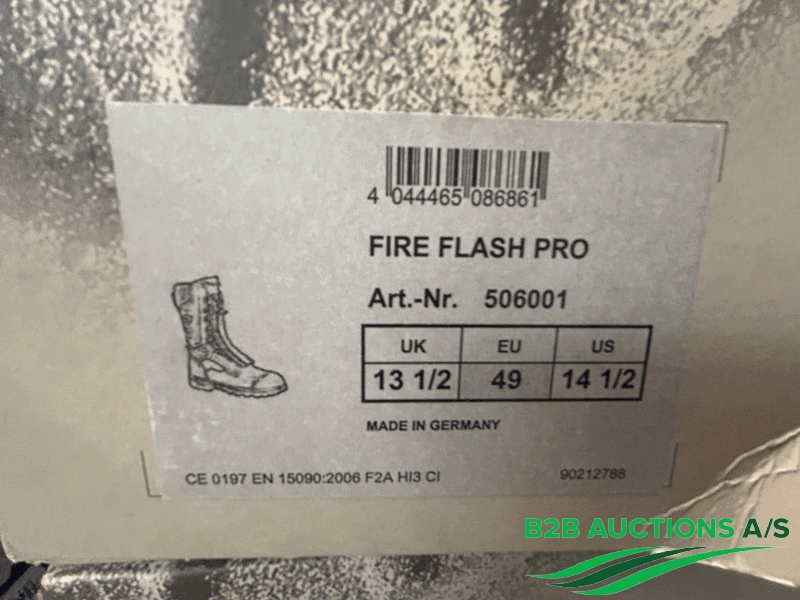 4 044465 086861
FIRE FLASH PRO
Art.-Nr. 506001
UK EU US
13 1/2 49 14 1/2
MADE IN GERMANY
CE 0197 EN 15090:2006 F2A HI3 CI 90212788
B2B AUCTIONS A/S